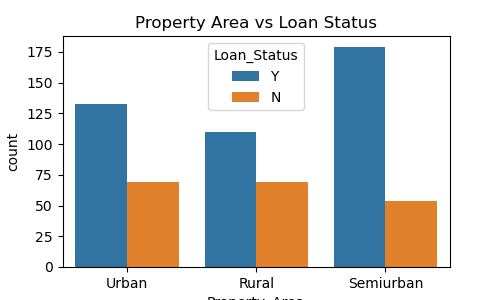 Property Area vs Loan Status
Loan_Status
Y
N
count
175
150
125
100
75
50
25
0
Urban Rural Semiurban
Property_Area